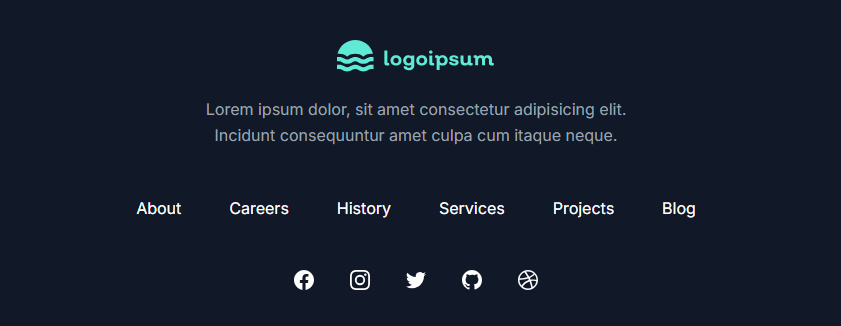 logoipsum
Lorem ipsum dolor, sit amet consectetur adipisicing elit.
Incidunt consequuntur amet culpa cum itaque neque.
About Careers History Services Projects Blog